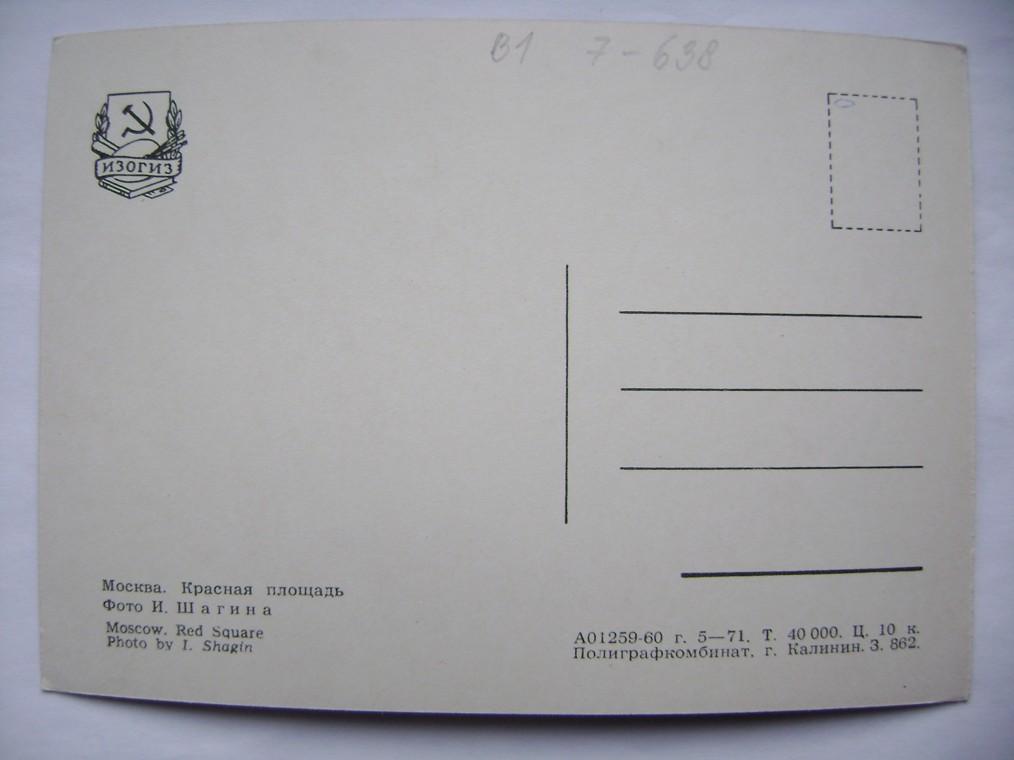 В1 7-638
ИЗОГИЗ
Москва. Красная площадь
Фото И. Шагина
Moscow. Red Square
Photo by I. Shagin
А01259-60 г. 5—71. Т. 40 000. Ц. 10 к.
Полиграфкомбинат, г. Калинин. З. 862.